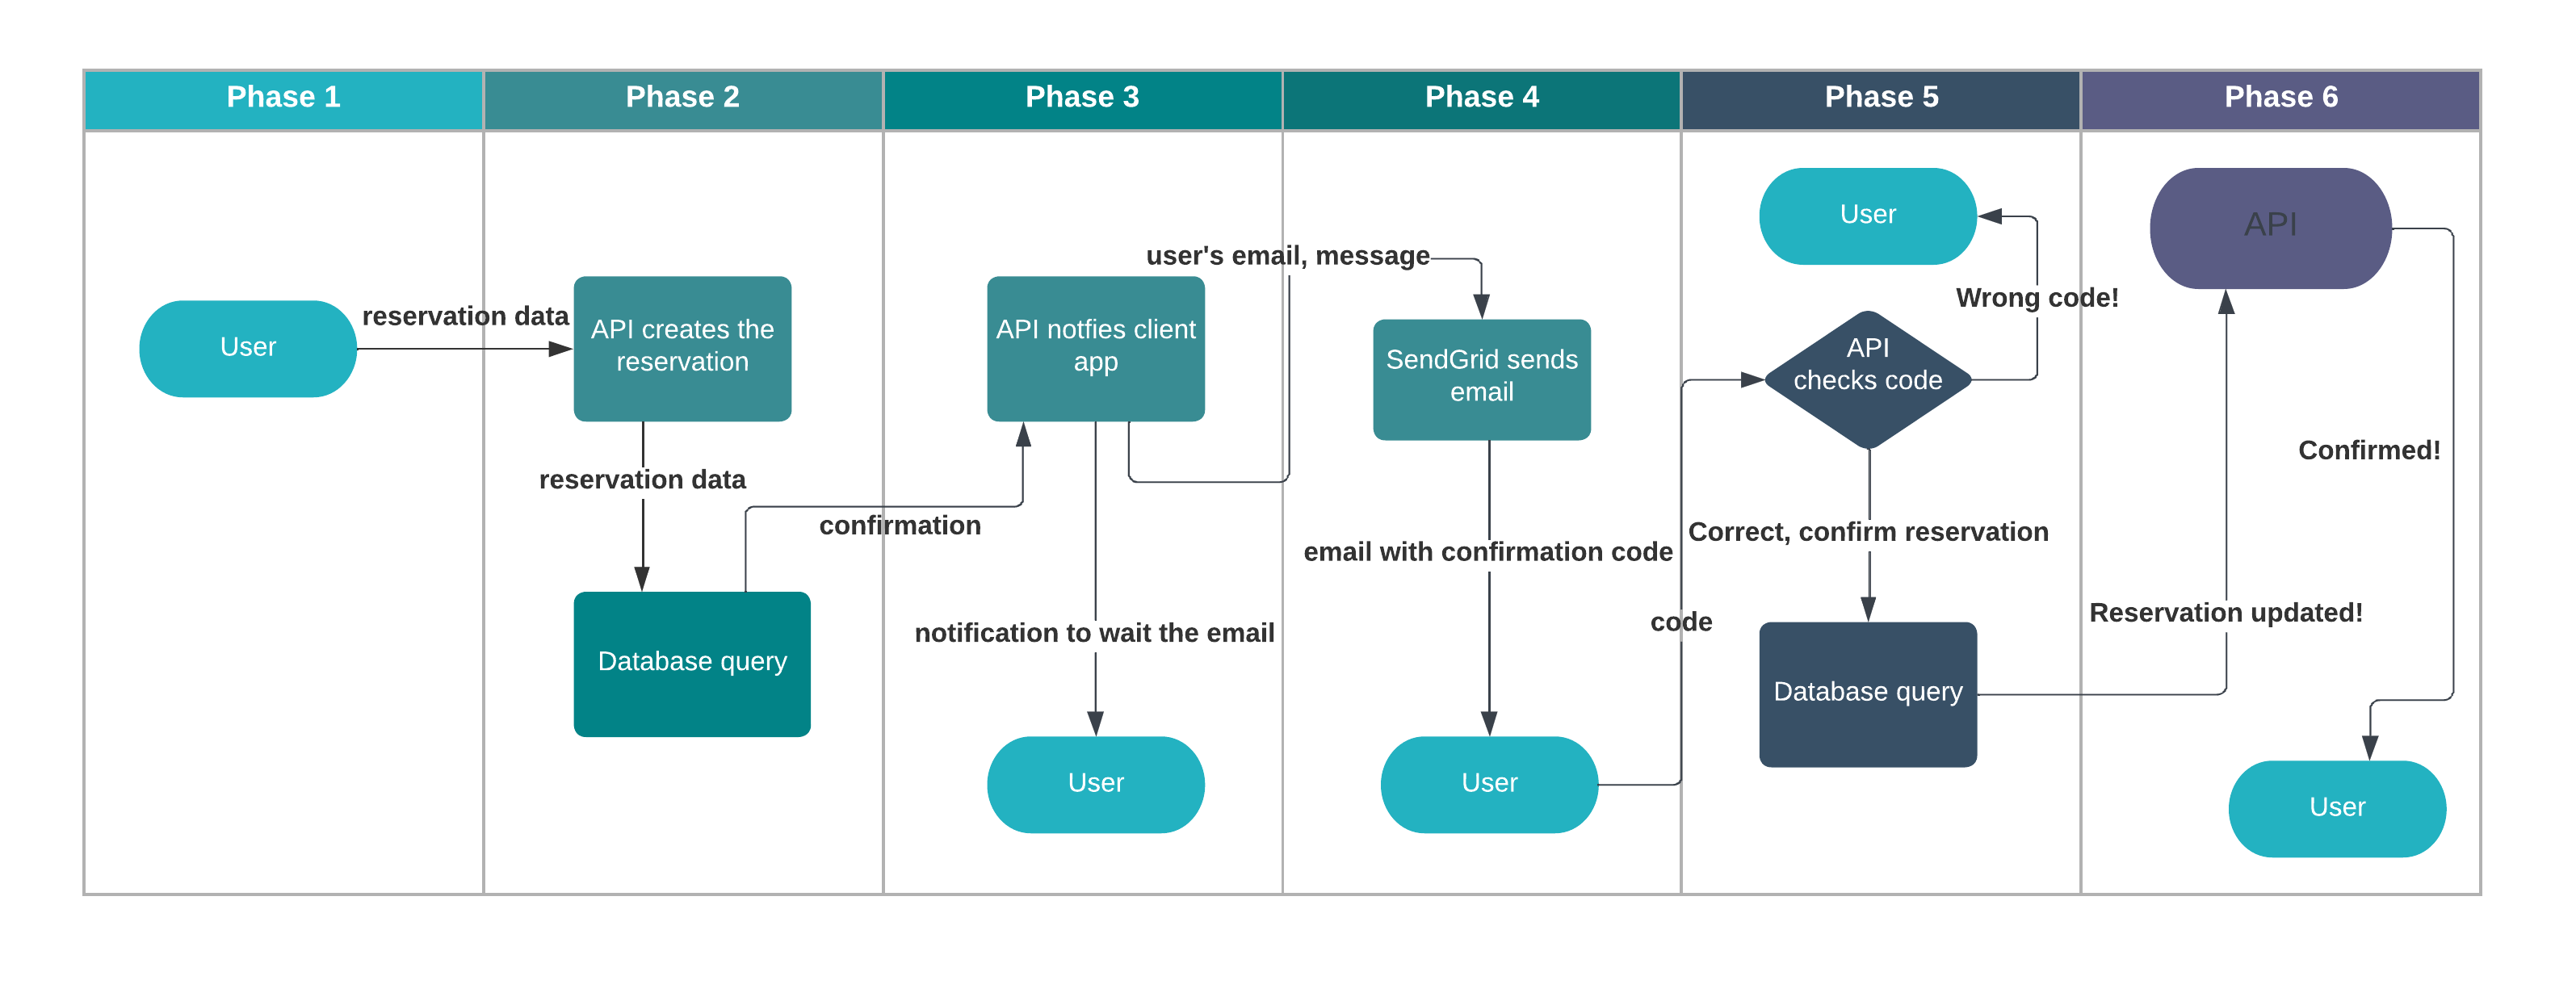 Phase 1
Phase 2
Phase 3
Phase 4
Phase 5
Phase 6
User
reservation data
API creates the
reservation
reservation data
Database query
confirmation
API notfies client
app
notification to wait the email
User
user's email, message
SendGrid sends
email
email with confirmation code
User
code
User
Wrong code!
API
checks code
Correct, confirm reservation
Database query
API
Reservation updated!
Confirmed!
User